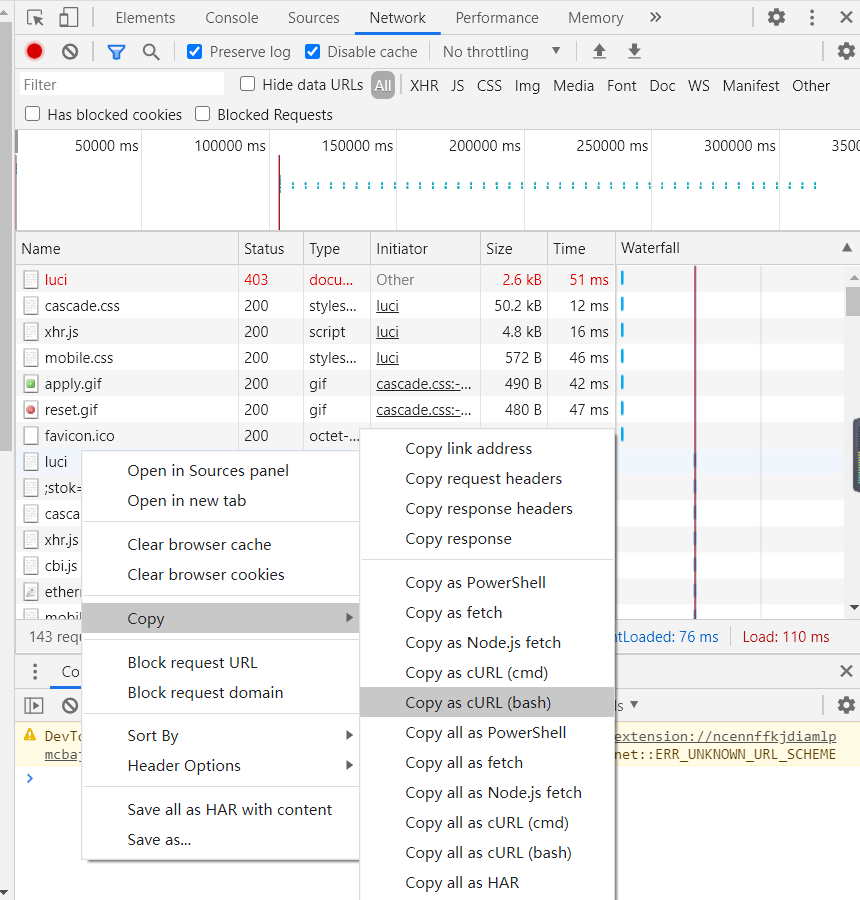 Elements Console Sources Network Performance Memory
Preserve log Disable cache No throttling
Filter Hide data URLs All XHR JS CSS Img Media Font Doc WS Manifest Other
Has blocked cookies Blocked Requests
50000 ms 100000 ms 150000 ms 200000 ms 250000 ms 300000 ms 3500
Name Status Type Initiator Size Time Waterfall
luci 403 docu... Other 2.6 kB 51 ms
cascade.css 200 styles... luci 50.2 kB 12 ms
xhr.js 200 script luci 4.8 kB 16 ms
mobile.css 200 styles... luci 572 B 46 ms
apply.gif 200 gif cascade.css:-... 490 B 42 ms
reset.gif 200 gif cascade.css:-... 480 B 47 ms
favicon.ico 200 octet-...
luci
;stok=
casca
xhr.js
cbi.js
ethern
mobil
143 requ
Open in Sources panel
Open in new tab
Clear browser cache
Clear browser cookies
Copy
Block request URL
Block request domain
Sort By
Header Options
Save all as HAR with content
Save as...
Copy link address
Copy request headers
Copy response headers
Copy response
Copy as PowerShell
Copy as fetch
Copy as Node.js fetch
Copy as cURL (cmd)
Copy as cURL (bash)
Copy all as PowerShell
Copy all as fetch
Copy all as Node.js fetch
Copy all as cURL (cmd)
Copy all as cURL (bash)
Copy all as HAR
ntLoaded: 76 ms Load: 110 ms
Co
ls
DevTo extension://ncennffkjdiamlp
mcbaj net::ERR_UNKNOWN_URL_SCHEME